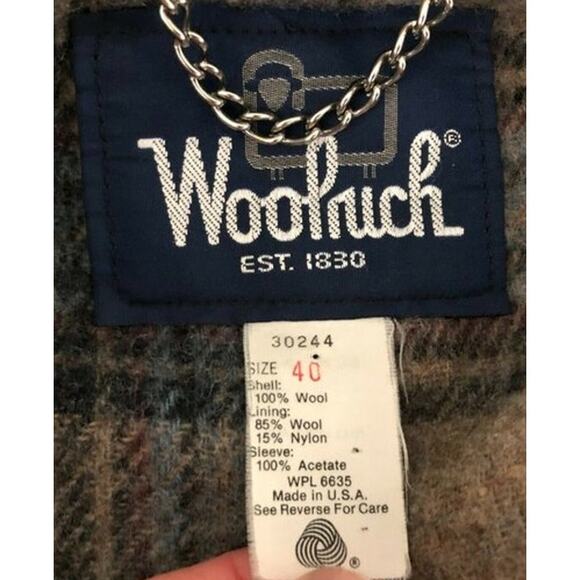 Woolrich®
EST. 1830
30244
SIZE 40
Shell:
100% Wool
Lining:
85% Wool
15% Nylon
Sleeve:
100% Acetate
WPL 6635
Made in U.S.A.
See Reverse For Care
®